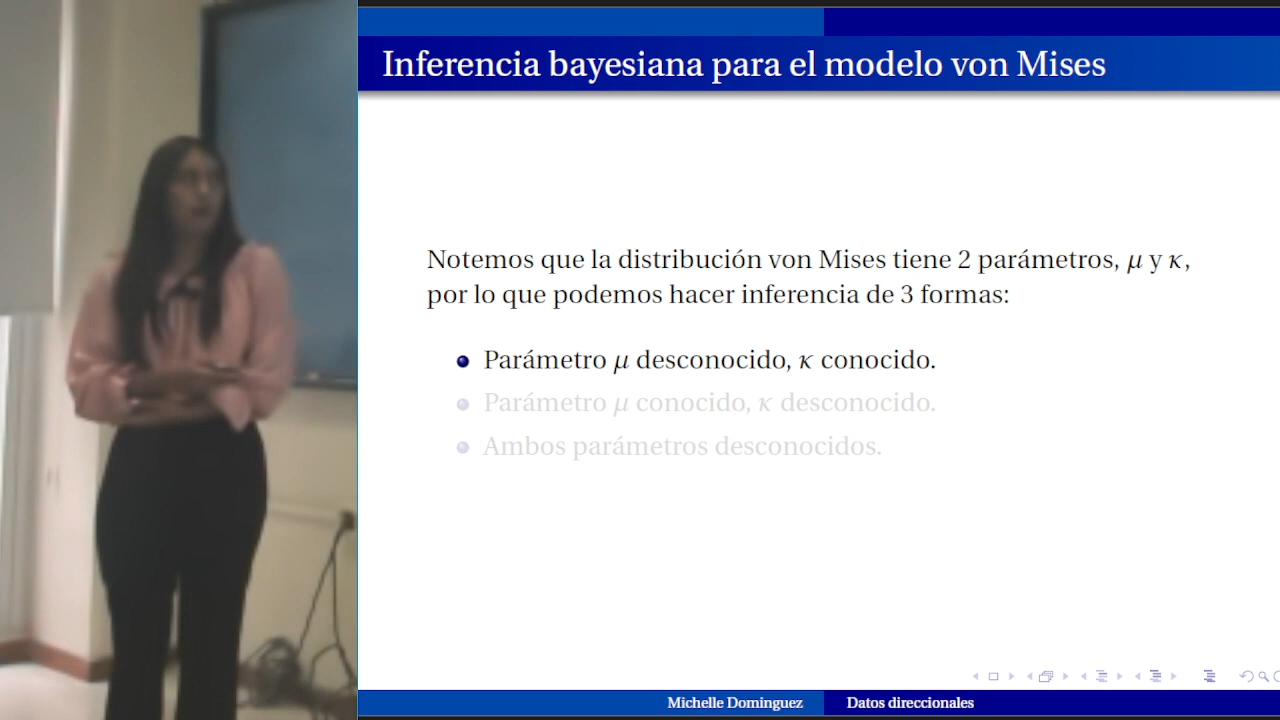 Inferencia bayesiana para el modelo von Mises
Notemos que la distribución von Mises tiene 2 parámetros, μ y κ,
por lo que podemos hacer inferencia de 3 formas:
Parámetro μ desconocido, κ conocido.
Parámetro μ conocido, κ desconocido.
Ambos parámetros desconocidos.
Michelle Dominguez
Datos direccionales